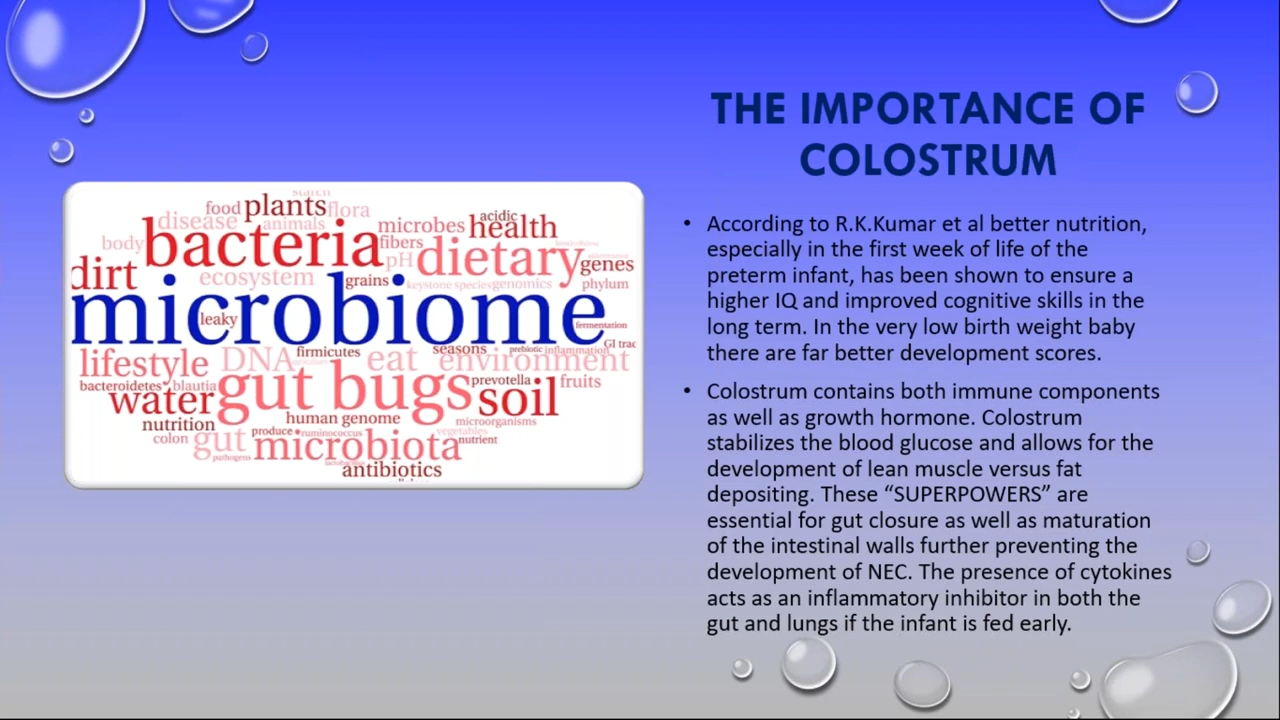 THE IMPORTANCE OF
COLOSTRUM
• According to R.K.Kumar et al better nutrition,
especially in the first week of life of the
preterm infant, has been shown to ensure a
higher IQ and improved cognitive skills in the
long term. In the very low birth weight baby
there are far better development scores.
• Colostrum contains both immune components
as well as growth hormone. Colostrum
stabilizes the blood glucose and allows for the
development of lean muscle versus fat
depositing. These “SUPERPOWERS” are
essential for gut closure as well as maturation
of the intestinal walls further preventing the
development of NEC. The presence of cytokines
acts as an inflammatory inhibitor in both the
gut and lungs if the infant is fed early.
starch
food plants flora
disease animals microbes acidic health
body bacteria fibers pH dietary genes
dirt ecosystem grains keystone species genomics phylum
microbiome
leaky fermentation
GI trac
lifestyle DNA firmicutes eat seasons prebiotic inflammation environment
bacteroidetes blautia gut bugs prevotella fruits
water soil
nutrition human genome microorganisms
colon gut produce ruminococcus microbiota vegetables nutrient
pathogens antibiotics